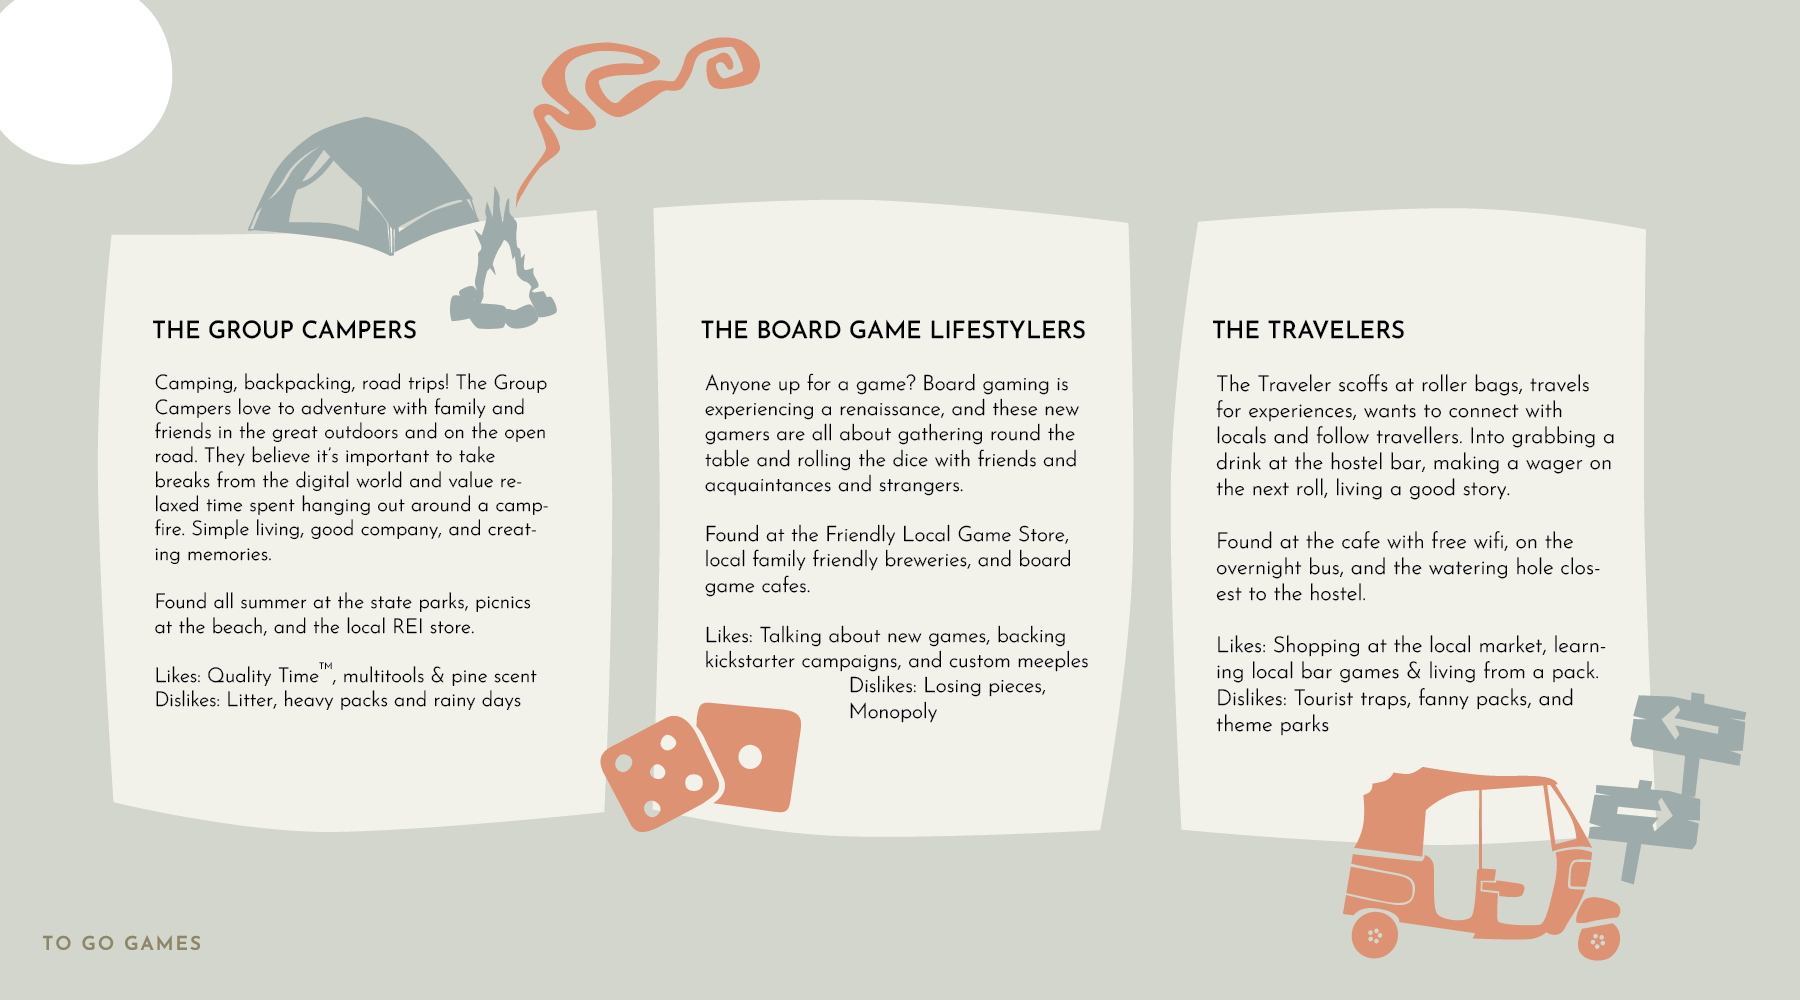 THE GROUP CAMPERS
Camping, backpacking, road trips! The Group
Campers love to adventure with family and
friends in the great outdoors and on the open
road. They believe it's important to take
breaks from the digital world and value re-
laxed time spent hanging out around a camp-
fire. Simple living, good company, and creat-
ing memories.
Found all summer at the state parks, picnics
at the beach, and the local REI store.
Likes: Quality Time™, multitools & pine scent
Dislikes: Litter, heavy packs and rainy days
THE BOARD GAME LIFESTYLERS
Anyone up for a game? Board gaming is
experiencing a renaissance, and these new
gamers are all about gathering round the
table and rolling the dice with friends and
acquaintances and strangers.
Found at the Friendly Local Game Store,
local family friendly breweries, and board
game cafes.
Likes: Talking about new games, backing
kickstarter campaigns, and custom meeples
Dislikes: Losing pieces,
Monopoly
THE TRAVELERS
The Traveler scoffs at roller bags, travels
for experiences, wants to connect with
locals and follow travellers. Into grabbing a
drink at the hostel bar, making a wager on
the next roll, living a good story.
Found at the cafe with free wifi, on the
overnight bus, and the watering hole clos-
est to the hostel.
Likes: Shopping at the local market, learn-
ing local bar games & living from a pack.
Dislikes: Tourist traps, fanny packs, and
theme parks
TO GO GAMES